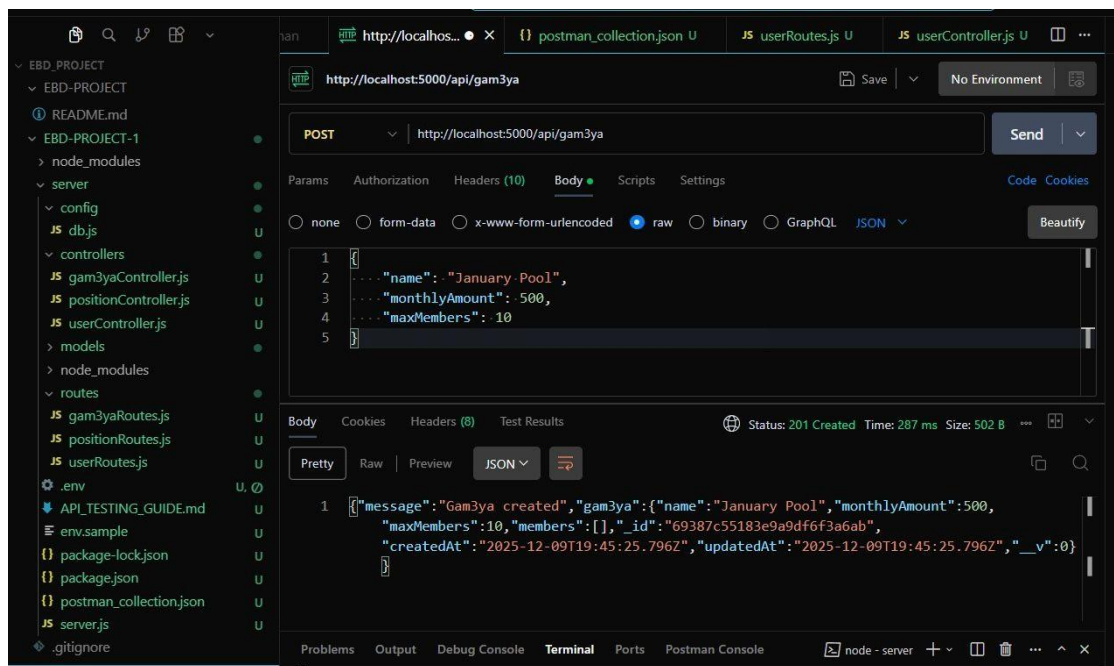 an
HTTP http://localhos... ● ×
{} postman_collection.json U
JS userRoutes.js U
JS userController.js U
EBD_PROJECT
EBD-PROJECT
README.md
EBD-PROJECT-1
node_modules
server
config
JS db.js U
controllers
JS gam3yaController.js U
JS positionController.js U
JS userController.js U
models
node_modules
routes
JS gam3yaRoutes.js U
JS positionRoutes.js U
JS userRoutes.js U
.env U,
API_TESTING_GUIDE.md U
env.sample U
{} package-lock.json U
{} package.json U
{} postman_collection.json U
JS server.js U
.gitignore
HTTP http://localhost:5000/api/gam3ya
Save
No Environment
POST http://localhost:5000/api/gam3ya
Send
Params Authorization Headers (10) Body Scripts Settings Code Cookies
none form-data x-www-form-urlencoded raw binary GraphQL JSON Beautify
1 {
2 ····"name":·"January·Pool",
3 ····"monthlyAmount":·500,
4 ····"maxMembers":·10
5 }
Body Cookies Headers (8) Test Results Status: 201 Created Time: 287 ms Size: 502 B
Pretty Raw Preview JSON
1 {"message":"Gam3ya created","gam3ya":{"name":"January Pool","monthlyAmount":500,
"maxMembers":10,"members":[],"_id":"69387c55183e9a9df6f3a6ab",
"createdAt":"2025-12-09T19:45:25.796Z","updatedAt":"2025-12-09T19:45:25.796Z","__v":0}
}
Problems Output Debug Console Terminal Ports Postman Console node - server